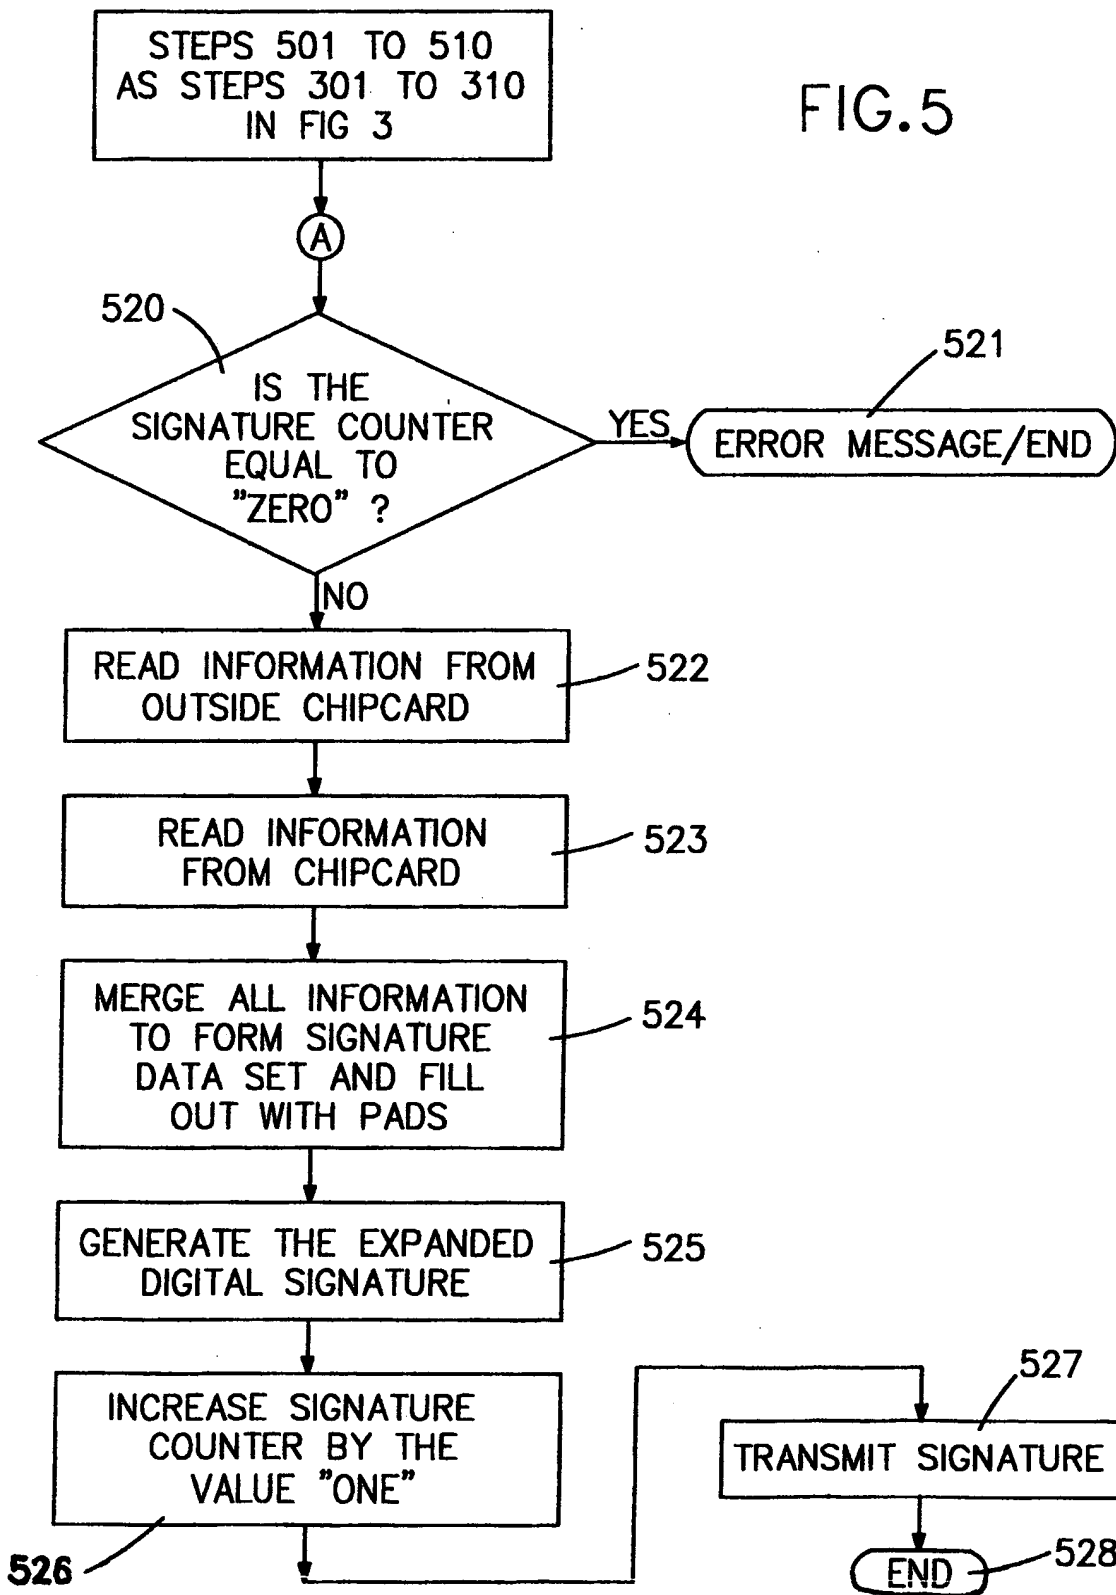 STEPS 501 TO 510
AS STEPS 301 TO 310
IN FIG 3
FIG.5
A
520
IS THE
SIGNATURE COUNTER
EQUAL TO
"ZERO" ?
YES
521
ERROR MESSAGE/END
NO
READ INFORMATION FROM
OUTSIDE CHIPCARD
522
READ INFORMATION
FROM CHIPCARD
523
MERGE ALL INFORMATION
TO FORM SIGNATURE
DATA SET AND FILL
OUT WITH PADS
524
GENERATE THE EXPANDED
DIGITAL SIGNATURE
525
INCREASE SIGNATURE
COUNTER BY THE
VALUE "ONE"
526
527
TRANSMIT SIGNATURE
END
528